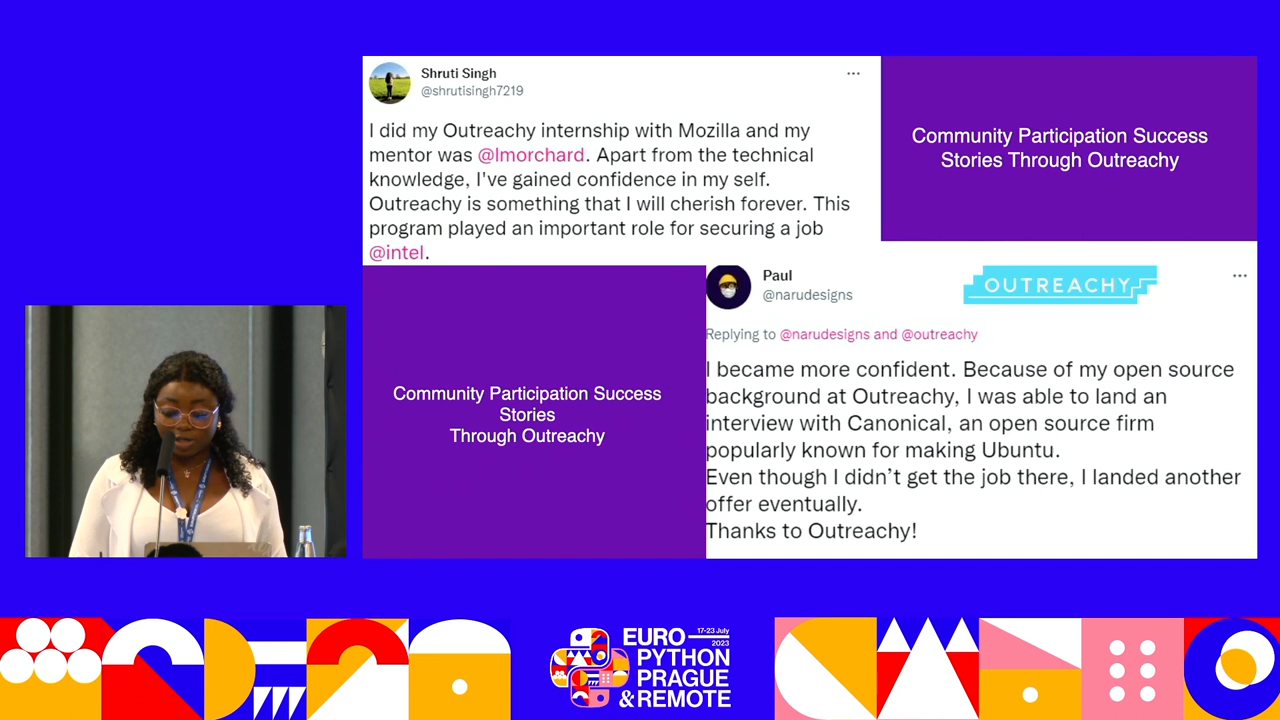 Shruti Singh
@shrutisingh7219
I did my Outreachy internship with Mozilla and my
mentor was @lmorchard. Apart from the technical
knowledge, I've gained confidence in my self.
Outreachy is something that I will cherish forever. This
program played an important role for securing a job
@intel.
Community Participation Success
Stories Through Outreachy
Community Participation Success
Stories
Through Outreachy
Paul
@narudesigns
OUTREACHY
Replying to @narudesigns and @outreachy
I became more confident. Because of my open source
background at Outreachy, I was able to land an
interview with Canonical, an open source firm
popularly known for making Ubuntu.
Even though I didn’t get the job there, I landed another
offer eventually.
Thanks to Outreachy!
EURO 17-23 July 2023
PYTHON
PRAGUE
& REMOTE